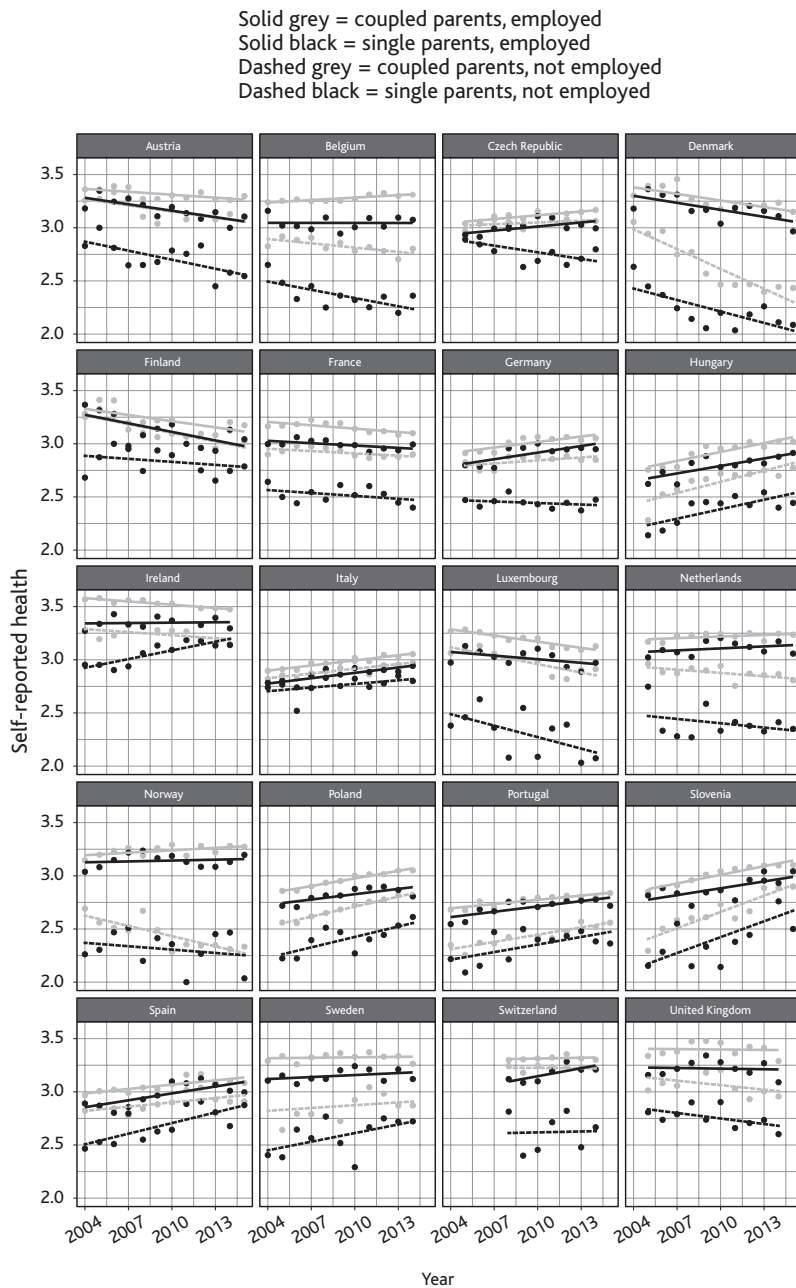 Solid grey = coupled parents, employed
Solid black = single parents, employed
Dashed grey = coupled parents, not employed
Dashed black = single parents, not employed
Austria Belgium Czech Republic Denmark
3.5
3.0
2.5
2.0
Finland France Germany Hungary
3.5
3.0
2.5
2.0
Self-reported health
Ireland Italy Luxembourg Netherlands
3.5
3.0
2.5
2.0
Norway Poland Portugal Slovenia
3.5
3.0
2.5
2.0
Spain Sweden Switzerland United Kingdom
3.5
3.0
2.5
2.0
2004 2007 2010 2013 2004 2007 2010 2013 2004 2007 2010 2013 2004 2007 2010 2013
Year